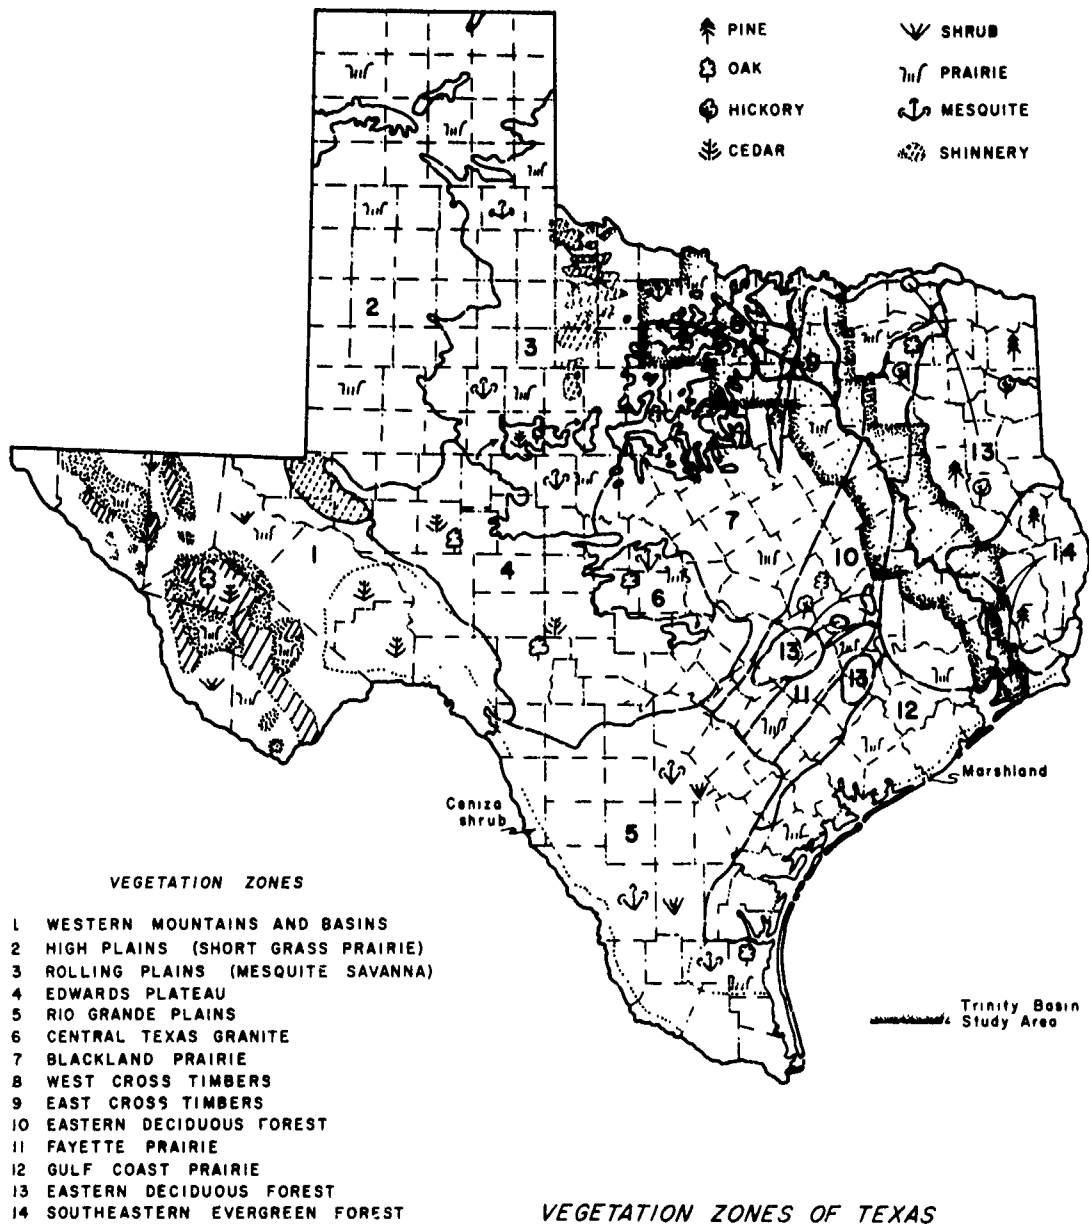 PINE
OAK
HICKORY
CEDAR
SHRUB
PRAIRIE
MESQUITE
SHINNERY
2
3
1
4
5
6
7
8
9
10
11
12
13
13
13
14
Marshland
Ceniza
shrub
Trinity Basin
Study Area
VEGETATION ZONES
1 WESTERN MOUNTAINS AND BASINS
2 HIGH PLAINS (SHORT GRASS PRAIRIE)
3 ROLLING PLAINS (MESQUITE SAVANNA)
4 EDWARDS PLATEAU
5 RIO GRANDE PLAINS
6 CENTRAL TEXAS GRANITE
7 BLACKLAND PRAIRIE
8 WEST CROSS TIMBERS
9 EAST CROSS TIMBERS
10 EASTERN DECIDUOUS FOREST
11 FAYETTE PRAIRIE
12 GULF COAST PRAIRIE
13 EASTERN DECIDUOUS FOREST
14 SOUTHEASTERN EVERGREEN FOREST
VEGETATION ZONES OF TEXAS